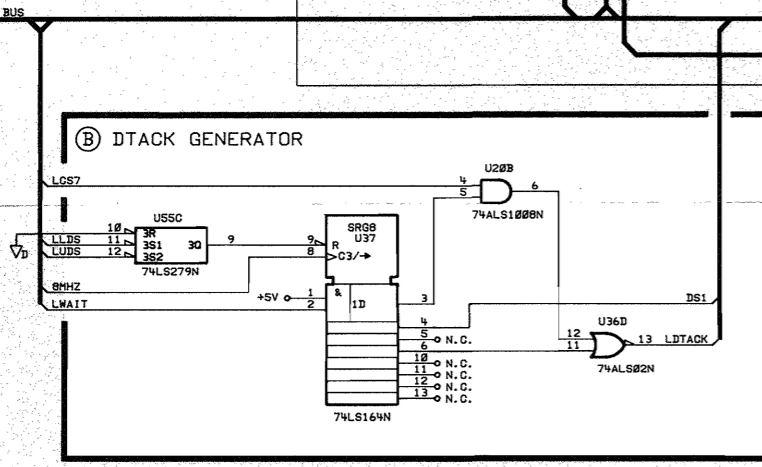 BUS
B DTACK GENERATOR
LCS7
U20B
4
5
6
74ALS1008N
U55C
10
3R
LLDS
11
3S1
3Q
9
LUDS
12
3S2
D
74LS279N
SRG8
U37
9
R
8
C3/→
8MHZ
+5V
1
&
1D
LWAIT
2
3
4
DS1
5
N.C.
6
10
N.C.
11
N.C.
12
N.C.
13
N.C.
74LS164N
U36D
12
11
13
LDTACK
74ALS02N